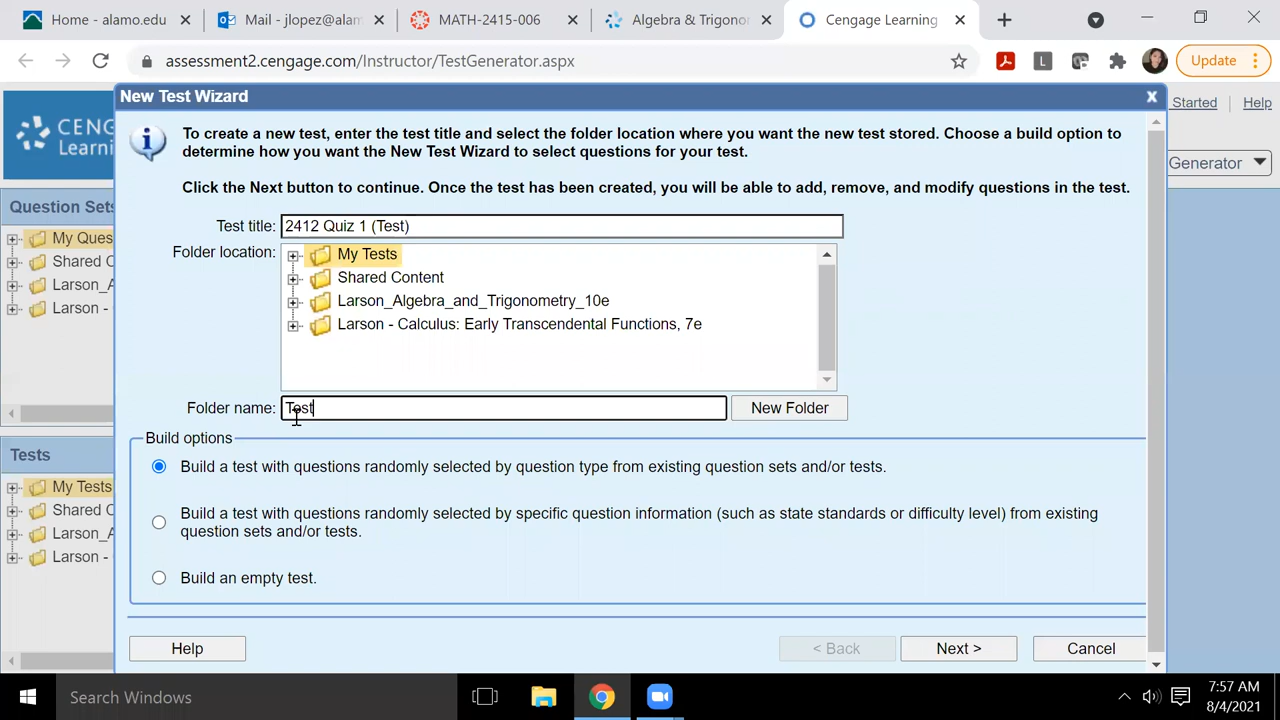 Home - alamo.edu
Mail - jlopez@alam
MATH-2415-006
Algebra & Trigono
Cengage Learning
assessment2.cengage.com/Instructor/TestGenerator.aspx
L
Update
New Test Wizard
X
Started
Help
CENG
Learning
To create a new test, enter the test title and select the folder location where you want the new test stored. Choose a build option to
determine how you want the New Test Wizard to select questions for your test.
Generator
Click the Next button to continue. Once the test has been created, you will be able to add, remove, and modify questions in the test.
Question Sets
My Ques
Shared C
Larson_A
Larson -
Test title: 2412 Quiz 1 (Test)
Folder location:
My Tests
Shared Content
Larson_Algebra_and_Trigonometry_10e
Larson - Calculus: Early Transcendental Functions, 7e
Folder name: Test
New Folder
Build options
Build a test with questions randomly selected by question type from existing question sets and/or tests.
Build a test with questions randomly selected by specific question information (such as state standards or difficulty level) from existing
question sets and/or tests.
Build an empty test.
Tests
My Tests
Shared C
Larson_A
Larson -
Help
< Back
Next >
Cancel
Search Windows
7:57 AM
8/4/2021